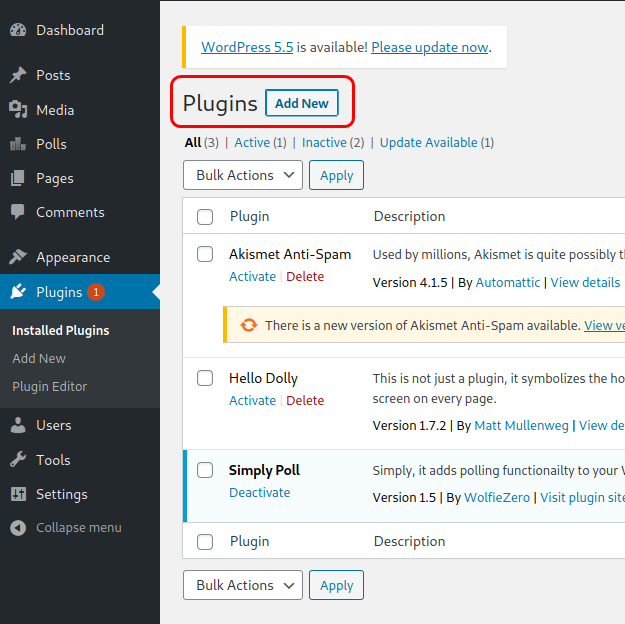 Dashboard
Posts
Media
Polls
Pages
Comments
Appearance
Plugins 1
Installed Plugins
Add New
Plugin Editor
Users
Tools
Settings
Collapse menu
WordPress 5.5 is available! Please update now.
Plugins Add New
All (3) | Active (1) | Inactive (2) | Update Available (1)
Bulk Actions Apply
Plugin Description
Akismet Anti-Spam Used by millions, Akismet is quite possibly th
Activate | Delete Version 4.1.5 | By Automattic | View details
There is a new version of Akismet Anti-Spam available. View ve
Hello Dolly This is not just a plugin, it symbolizes the ho
Activate | Delete screen on every page.
Version 1.7.2 | By Matt Mullenweg | View de
Simply Poll Simply, it adds polling functionailty to your W
Deactivate Version 1.5 | By WolfieZero | Visit plugin site
Plugin Description
Bulk Actions Apply